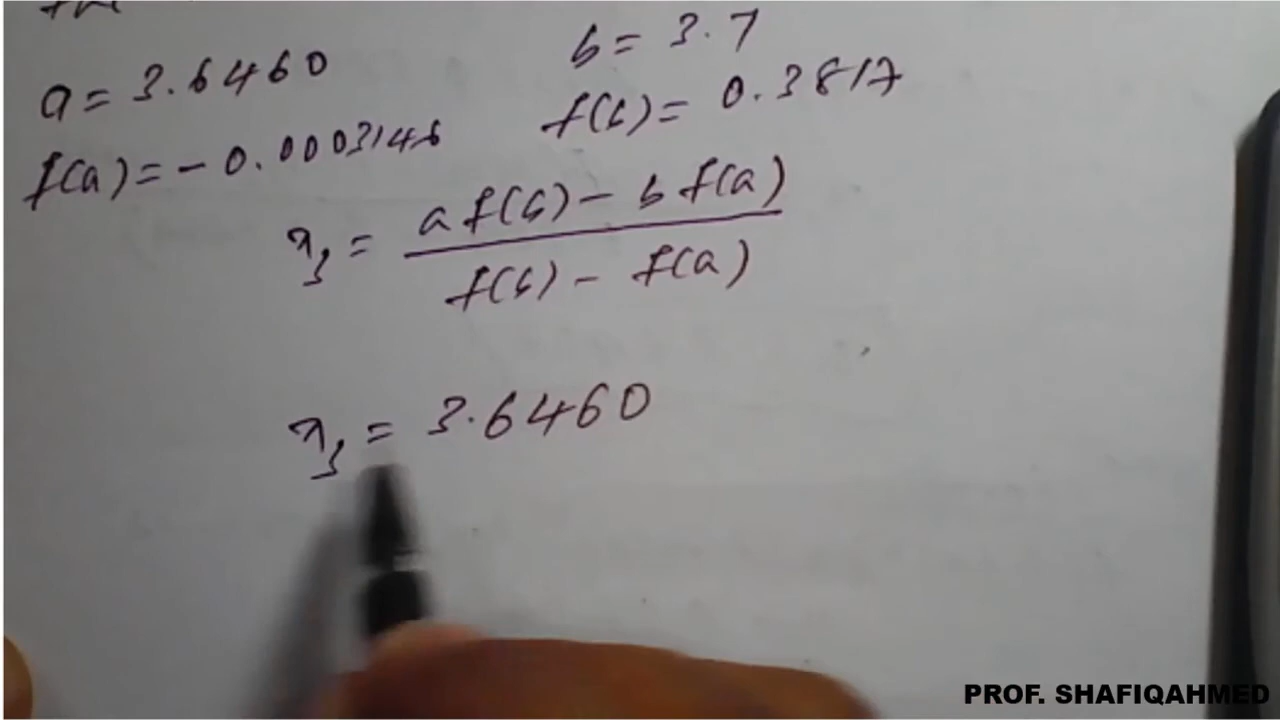 a = 3.6460
b = 3.7
f(a) = - 0.0003146
f(b) = 0.3817
x3 = a f(b) - b f(a) / f(b) - f(a)
x3 = 3.6460
PROF. SHAFIQAHMED